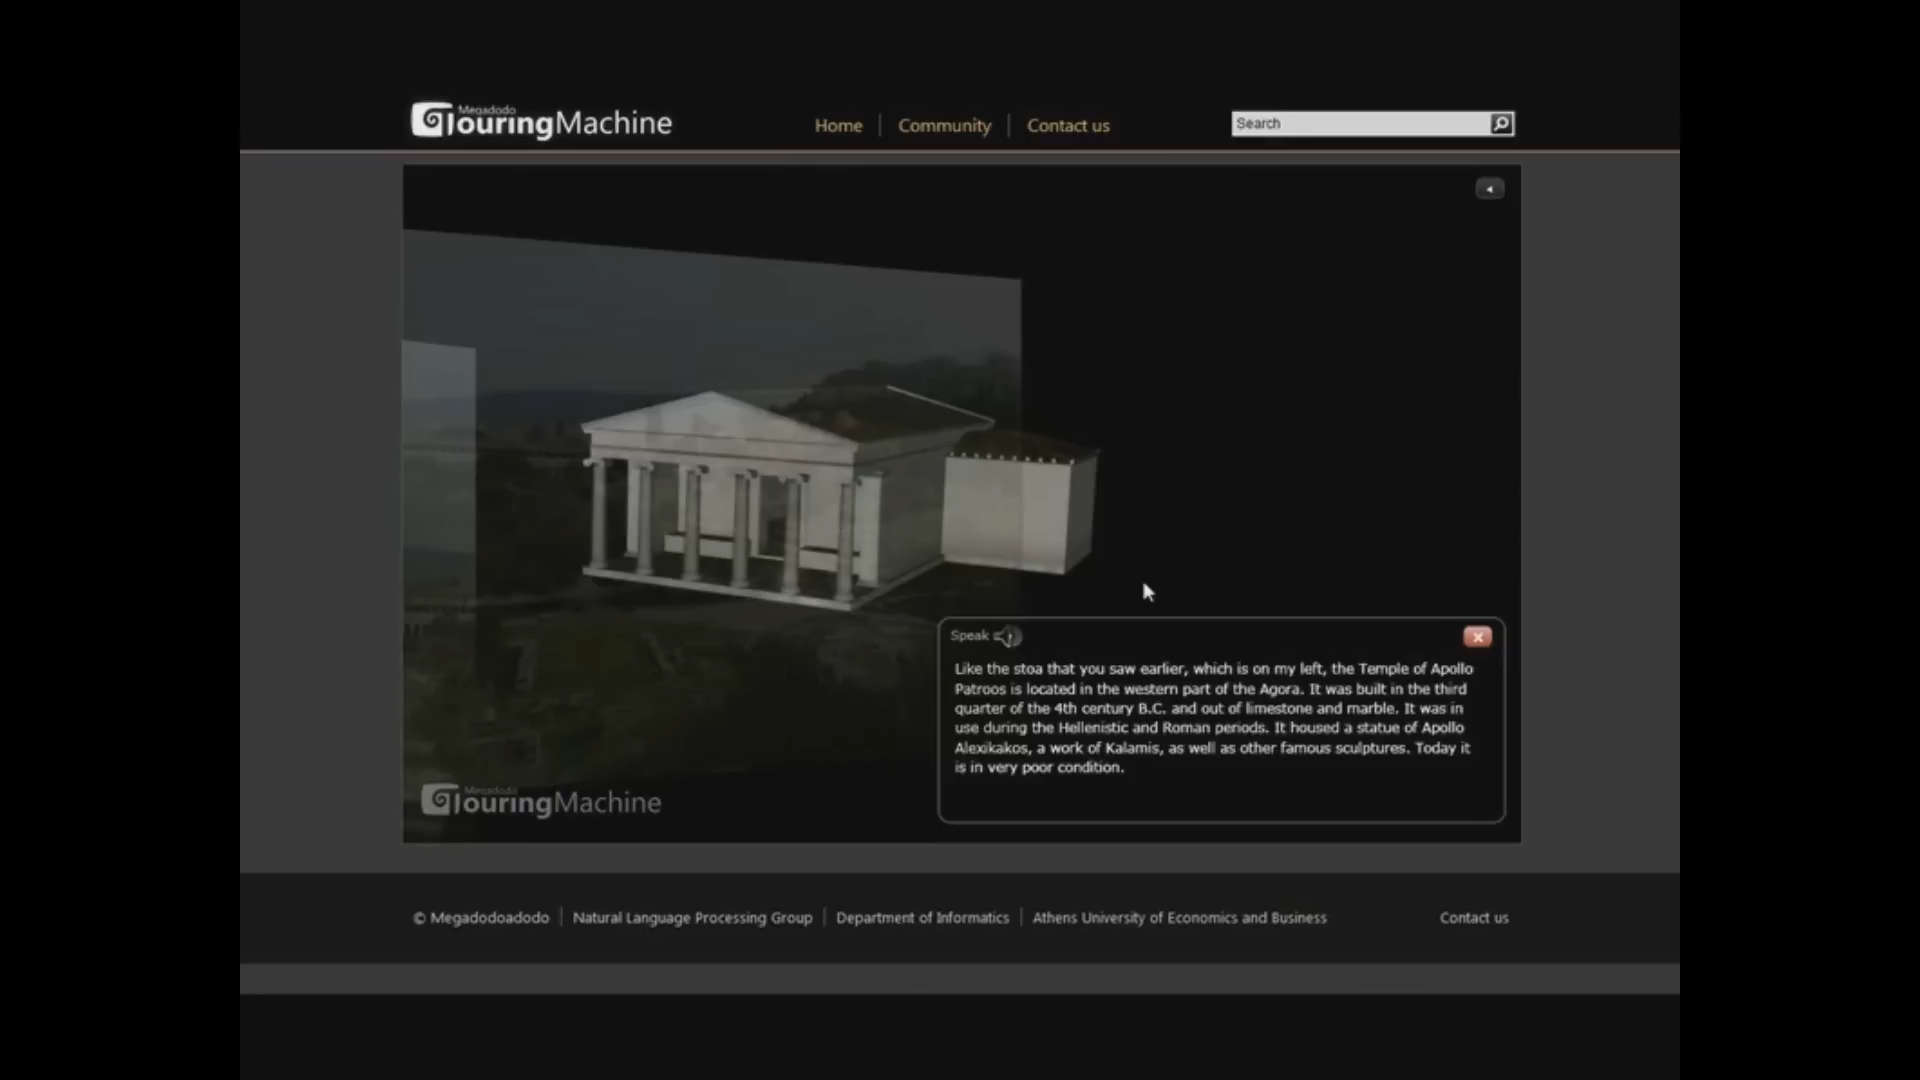 Megadodo
TouringMachine
Home
Community
Contact us
Search
Speak
Like the stoa that you saw earlier, which is on my left, the Temple of Apollo
Patroos is located in the western part of the Agora. It was built in the third
quarter of the 4th century B.C. and out of limestone and marble. It was in
use during the Hellenistic and Roman periods. It housed a statue of Apollo
Alexikakos, a work of Kalamis, as well as other famous sculptures. Today it
is in very poor condition.
Megadodo
TouringMachine
© Megadodoadodo
Natural Language Processing Group
Department of Informatics
Athens University of Economics and Business
Contact us